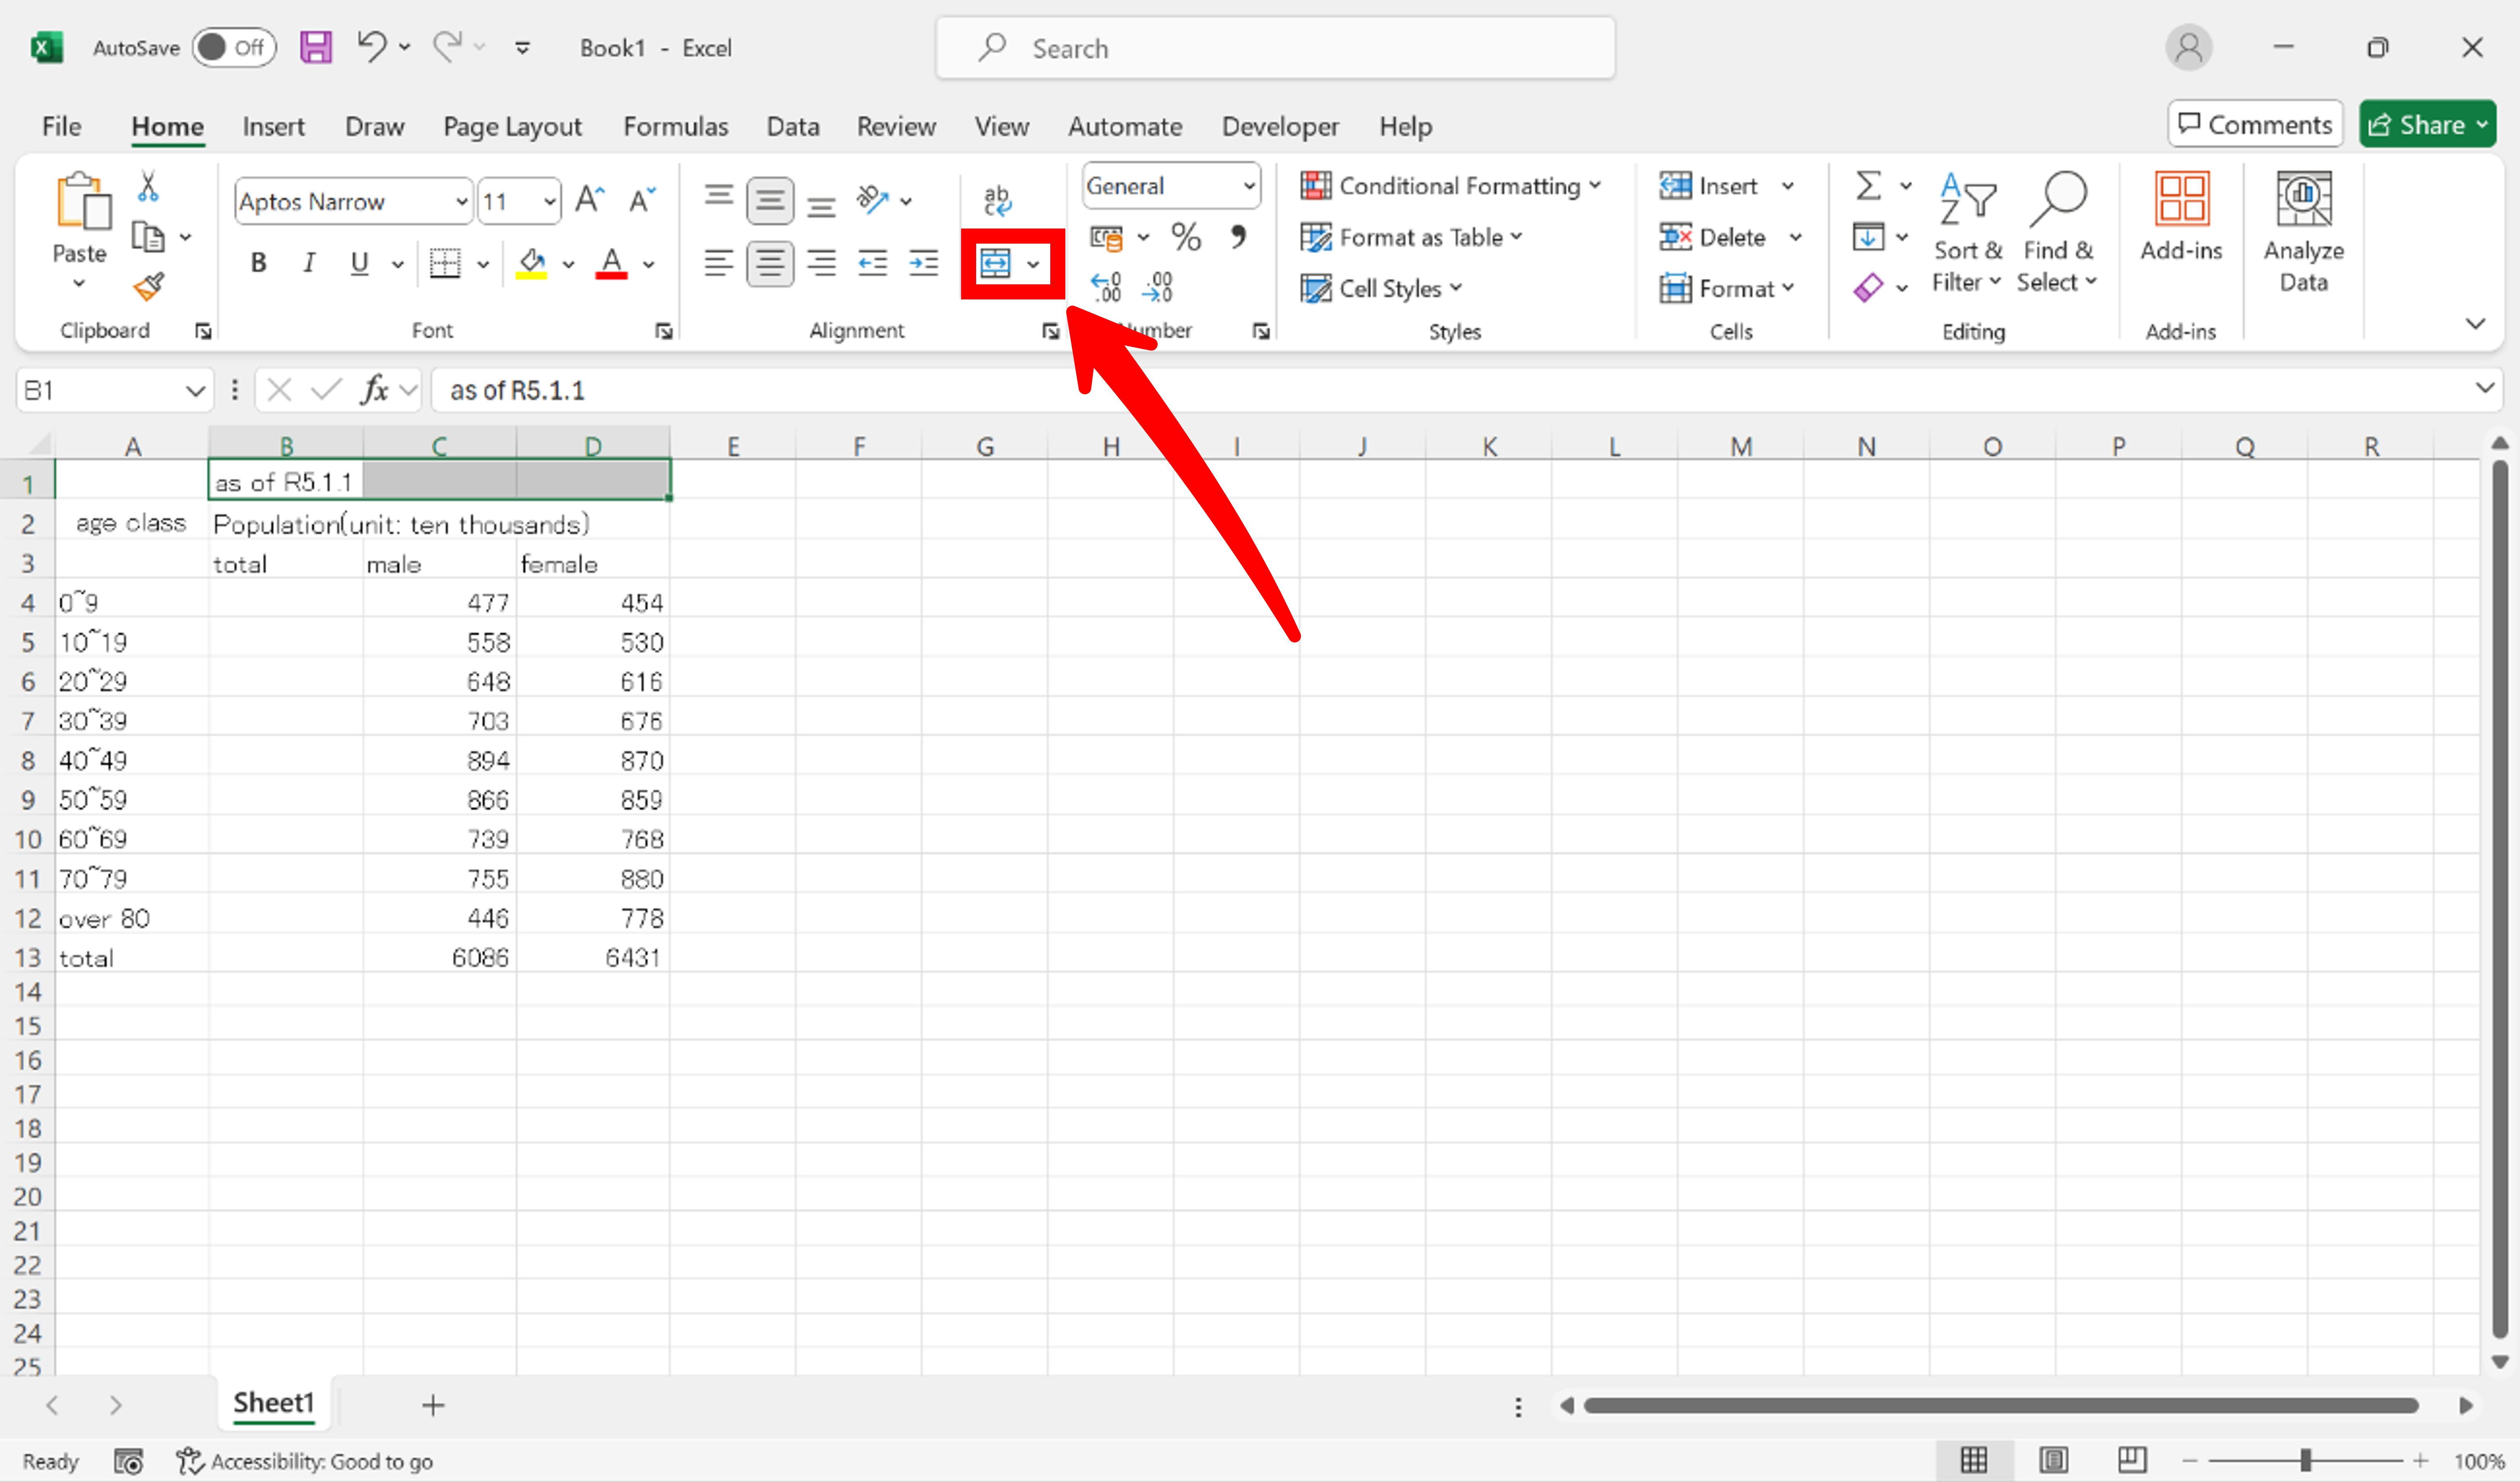 AutoSave Off Book1 - Excel Search
File Home Insert Draw Page Layout Formulas Data Review View Automate Developer Help Comments Share
Paste
Clipboard
Aptos Narrow 11
B I U A
Font
ab
c
Alignment
General
% 9
Number
Conditional Formatting
Format as Table
Cell Styles
Styles
Insert
Delete
Format
Cells
Sort &
Filter
Find &
Select
Editing
Add-ins
Add-ins
Analyze
Data
B1 fx as of R5.1.1
A B C D E F G H I J K L M N O P Q R
1 as of R5.1.1
2 age class Population(unit: ten thousands)
3 total male female
4 0~9 477 454
5 10~19 558 530
6 20~29 648 616
7 30~39 703 676
8 40~49 894 870
9 50~59 866 859
10 60~69 739 768
11 70~79 755 880
12 over 80 446 778
13 total 6086 6431
14
15
16
17
18
19
20
21
22
23
24
25
Sheet1
Ready Accessibility: Good to go 100%